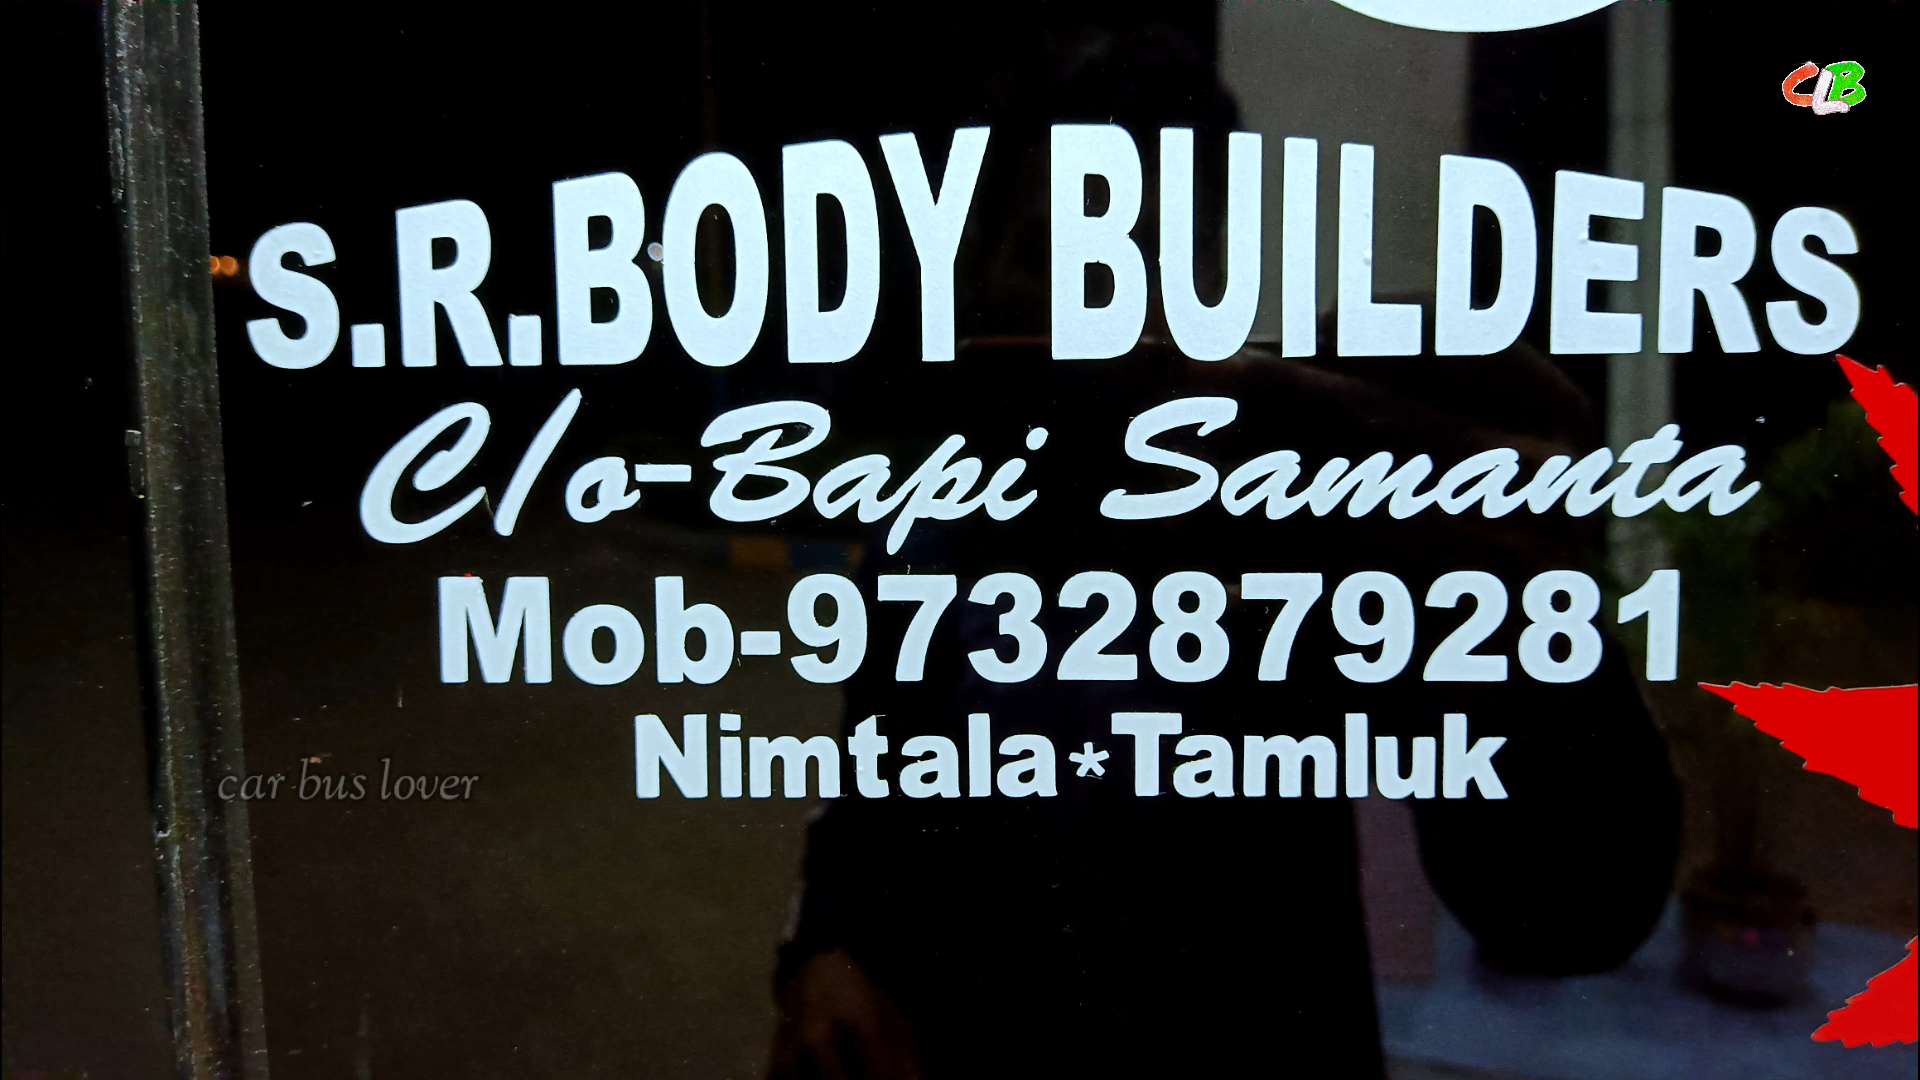 CLB
S.R.BODY BUILDERS
C/o-Bapi Samanta
Mob-9732879281
Nimtala*Tamluk
car bus lover